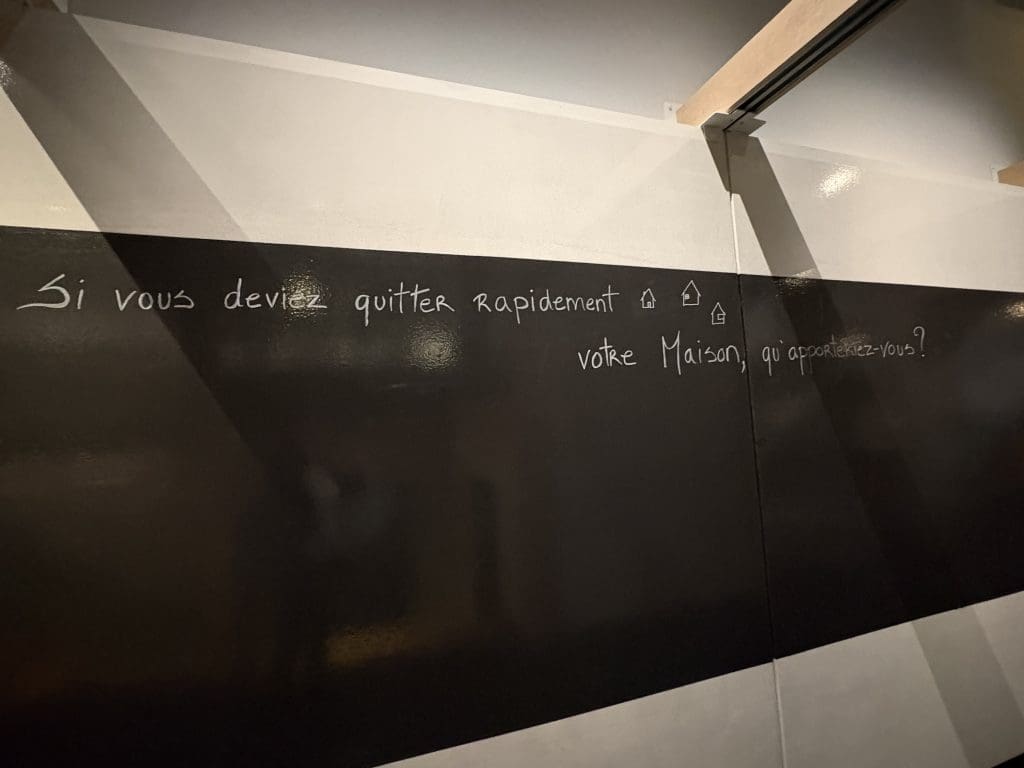 Si vous deviez quitter rapidement
votre Maison, qu'apporteriez-vous?